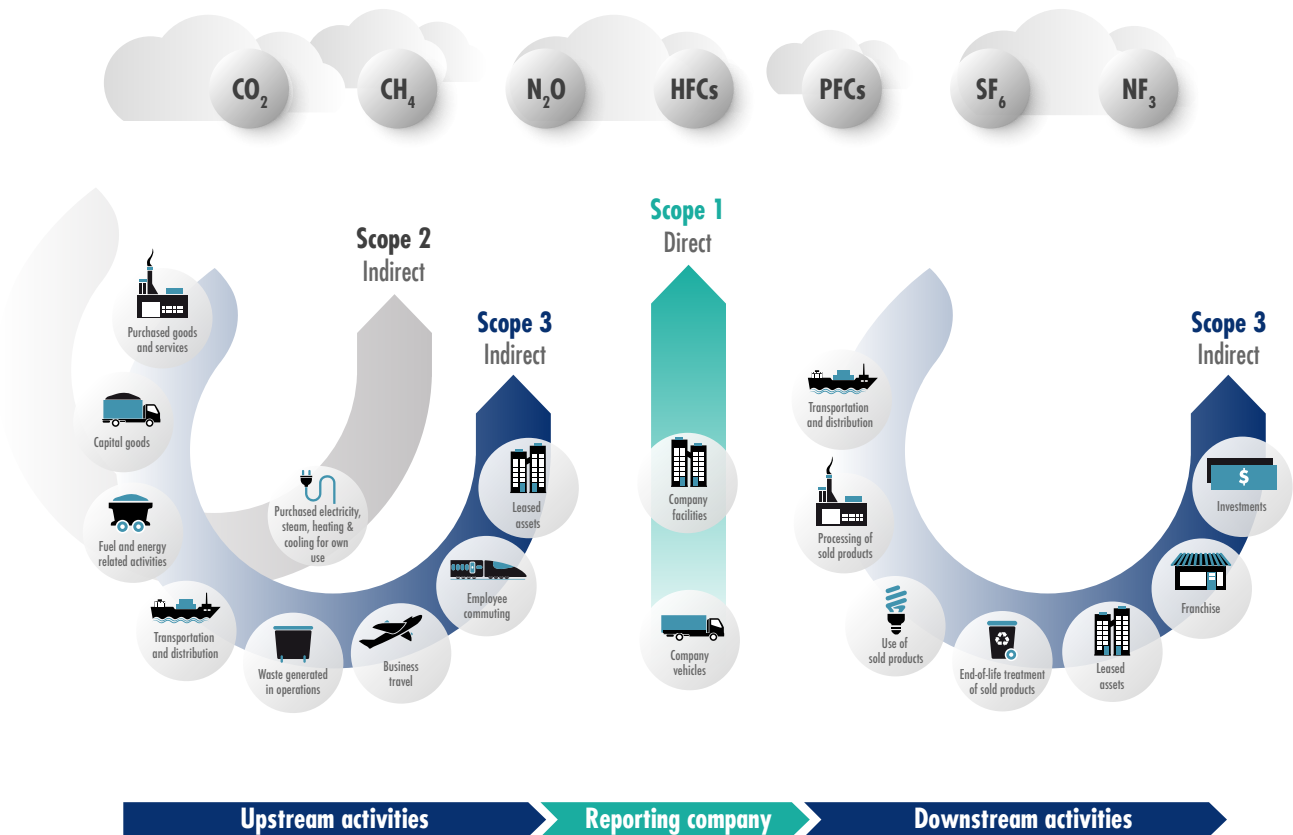 CO₂
CH₄
N₂O
HFCs
PFCs
SF₆
NF₃
Scope 2
Indirect
Scope 3
Indirect
Scope 1
Direct
Scope 3
Indirect
Purchased goods
and services
Capital goods
Fuel and energy
related activities
Transportation
and distribution
Waste generated
in operations
Business
travel
Employee
commuting
Leased
assets
Purchased electricity,
steam, heating &
cooling for own
use
Company
facilities
Company
vehicles
Transportation
and distribution
Processing of
sold products
Use of
sold products
End-of-life treatment
of sold products
Leased
assets
Franchise
$
Investments
Upstream activities
Reporting company
Downstream activities